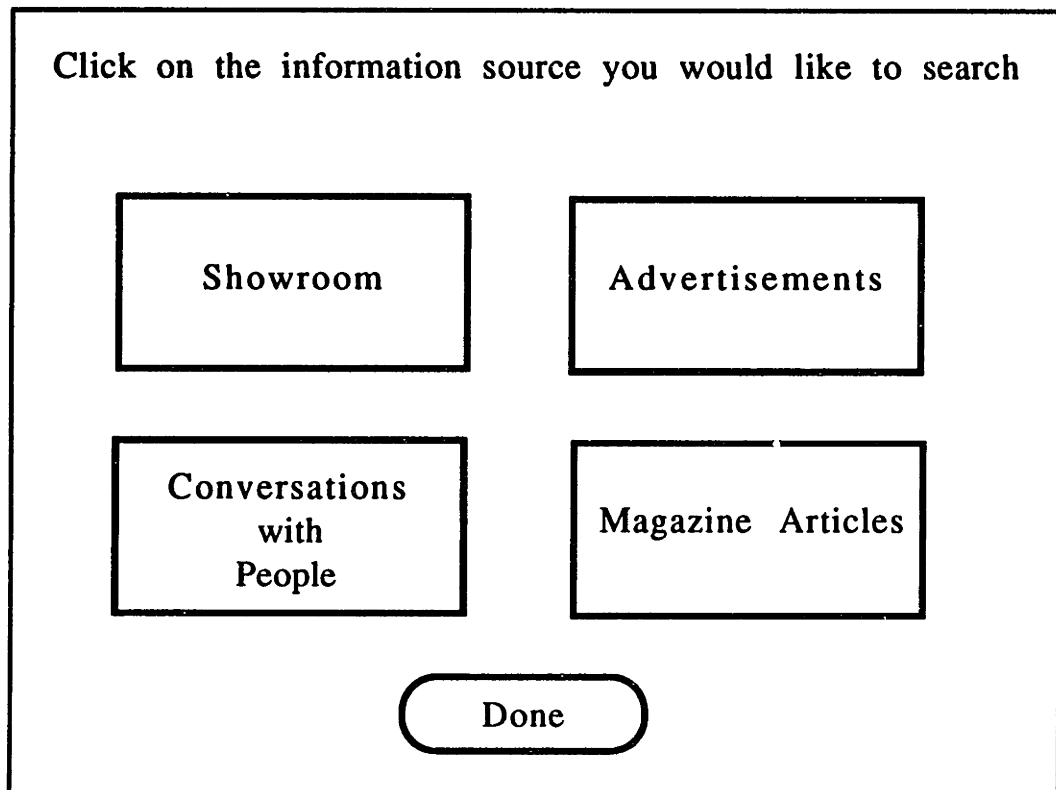 Click on the information source you would like to search
Showroom
Advertisements
Conversations
with
People
Magazine Articles
Done